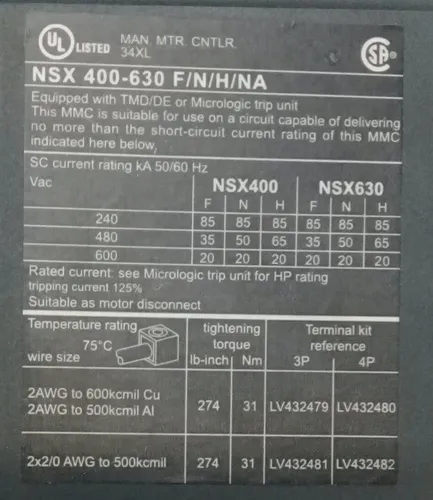 UL LISTED MAN. MTR. CNTLR.
34XL
SA
NSX 400-630 F/N/H/NA
Equipped with TMD/DE or Micrologic trip unit
This MMC is suitable for use on a circuit capable of delivering
no more than the short-circuit current rating of this MMC
indicated here below,
SC current rating kA 50/60 Hz
Vac NSX400 NSX630
F N H F N H
240 85 85 85 85 85 85
480 35 50 65 35 50 65
600 20 20 20 20 20 20
Rated current: see Micrologic trip unit for HP rating
tripping current 125%
Suitable as motor disconnect
Temperature rating tightening Terminal kit
75°C torque reference
wire size lb-inch Nm 3P 4P
2AWG to 600kcmil Cu
2AWG to 500kcmil Al 274 31 LV432479 LV432480
2x2/0 AWG to 500kcmil 274 31 LV432481 LV432482